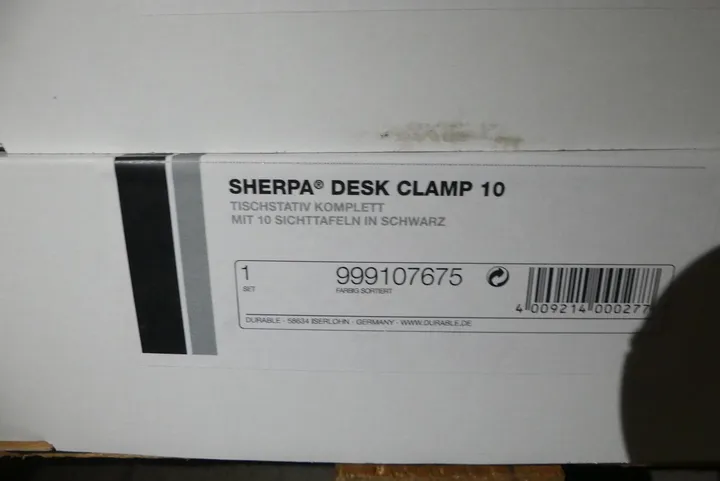 SHERPA® DESK CLAMP 10
TISCHSTATIV KOMPLETT
MIT 10 SICHTTAFELN IN SCHWARZ
1
SET
999107675
FARBIG SORTIERT
4 009214 000277
DURABLE · 58634 ISERLOHN · GERMANY · WWW.DURABLE.DE